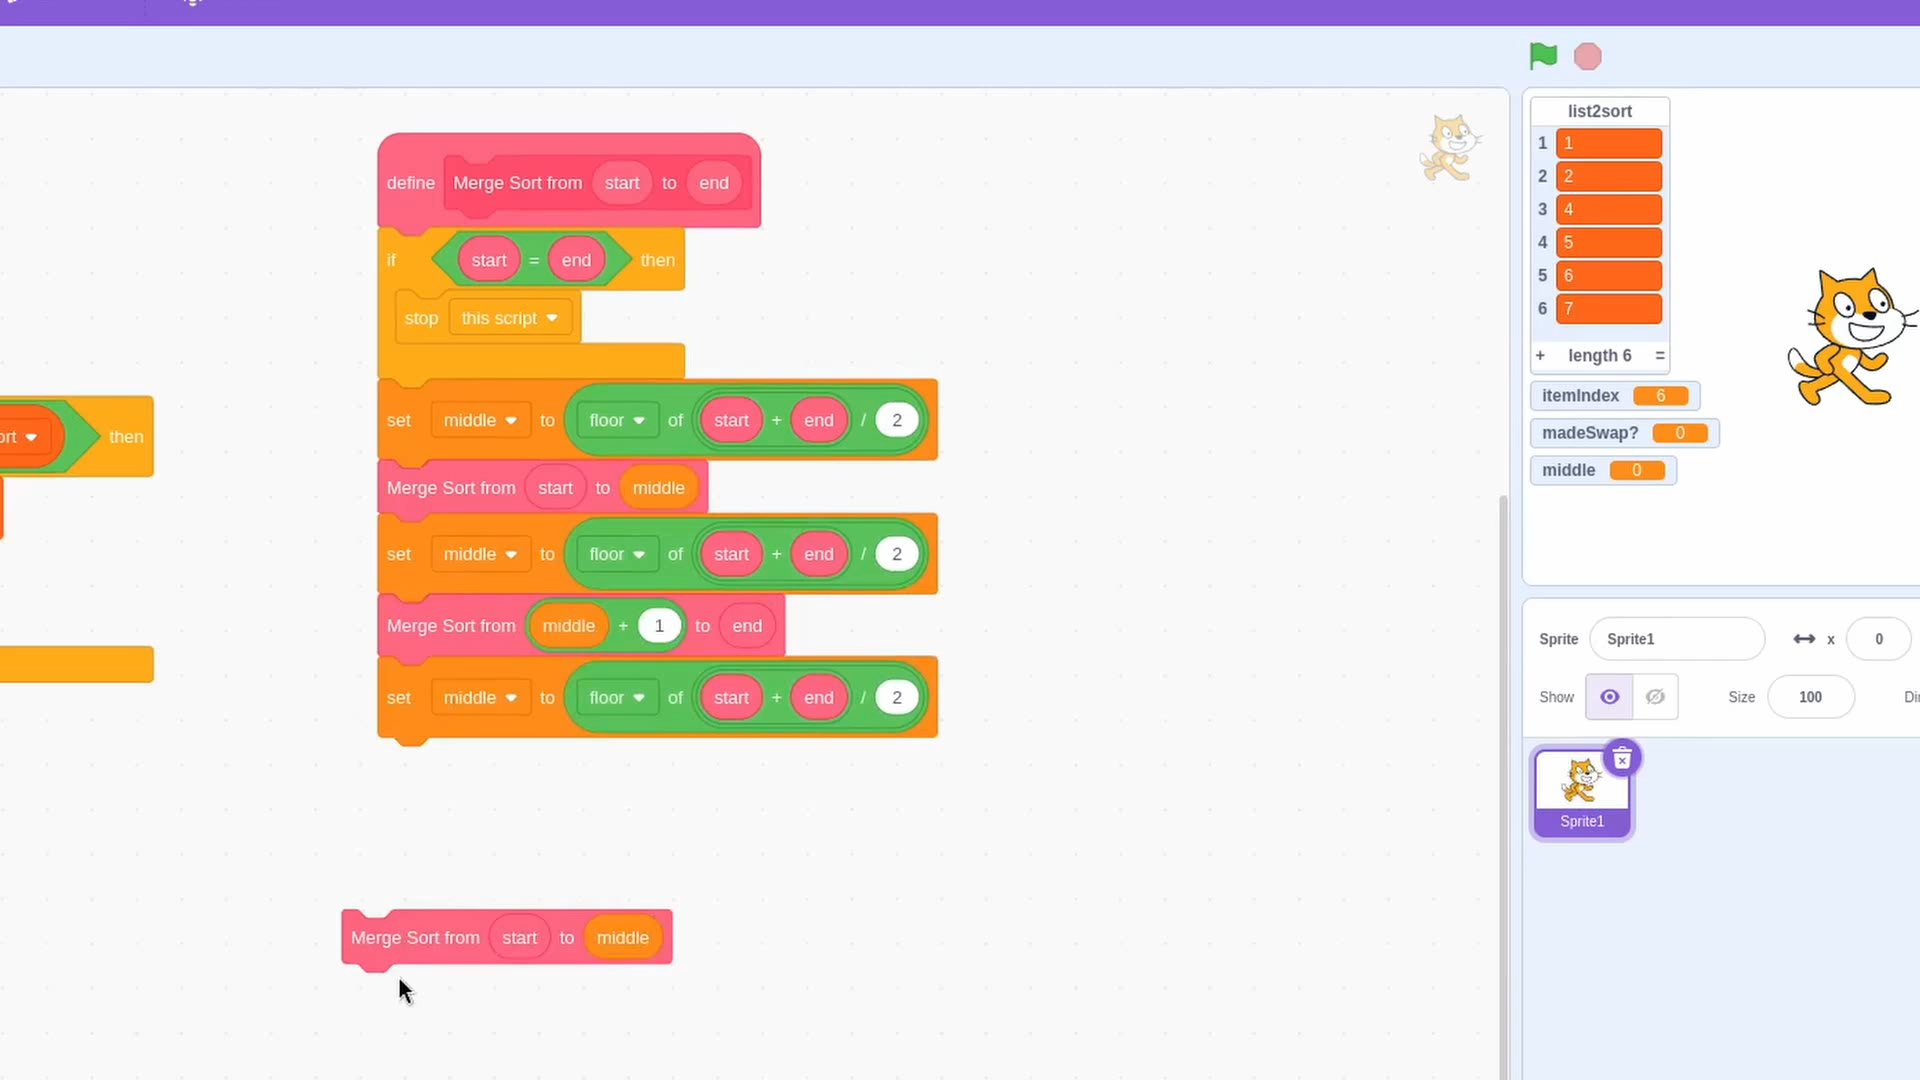 define Merge Sort from start to end
if start = end then
stop this script
set middle to floor of start + end / 2
Merge Sort from start to middle
set middle to floor of start + end / 2
Merge Sort from middle + 1 to end
set middle to floor of start + end / 2
Merge Sort from start to middle
ort then
list2sort
1 1
2 2
3 4
4 5
5 6
6 7
+ length 6 =
itemIndex 6
madeSwap? 0
middle 0
Sprite Sprite1 x 0
Show Size 100 Di
Sprite1